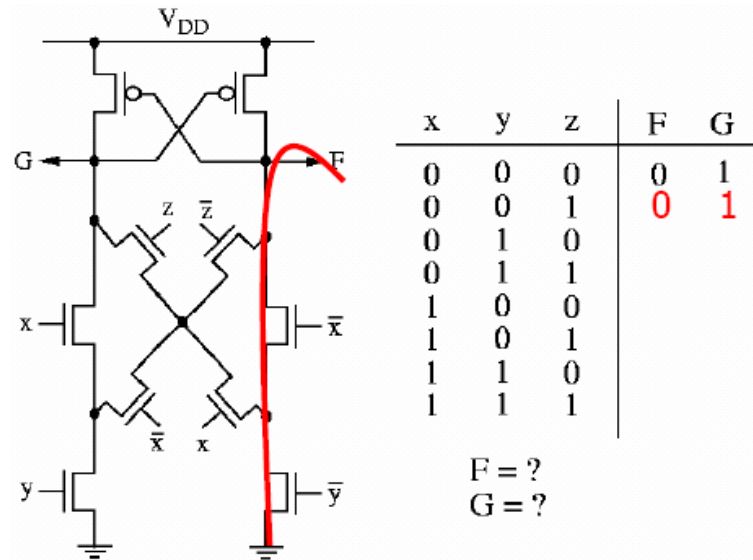 V_DD
G F
z z̅
x x̅
x̅ x
y y̅
x y z F G
0 0 0 0 1
0 0 1 0 1
0 1 0
0 1 1
1 0 0
1 0 1
1 1 0
1 1 1
F = ?
G = ?